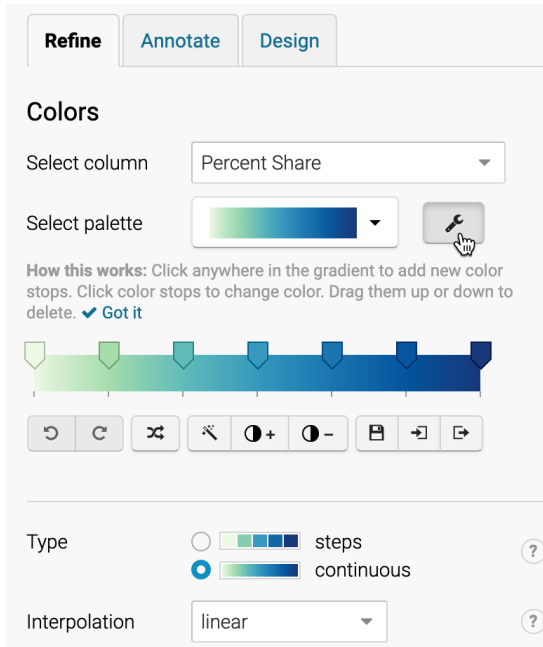 Refine Annotate Design
Colors
Select column Percent Share
Select palette
How this works: Click anywhere in the gradient to add new color
stops. Click color stops to change color. Drag them up or down to
delete. ✔ Got it
+ −
Type steps ?
continuous
Interpolation linear ?